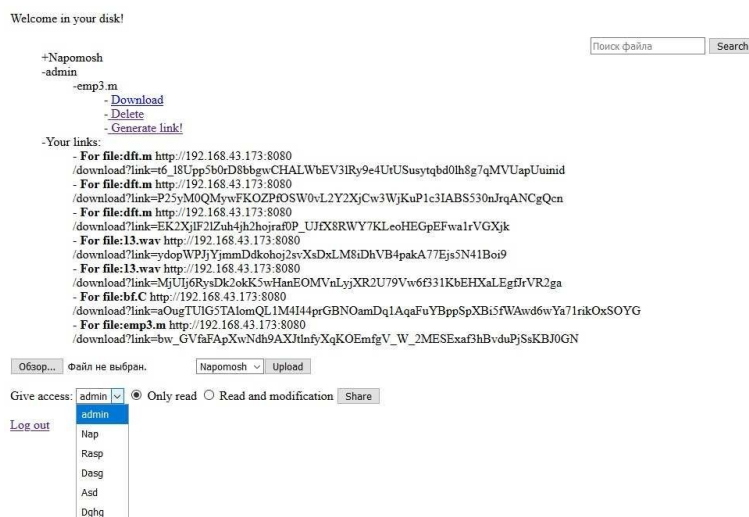 Welcome in your disk!
Поиск файла Search
+Napomosh
-admin
-emp3.m
- Download
- Delete
- Generate link!
-Your links:
- For file:dft.m http://192.168.43.173:8080
/download?link=t6_l8Upp5b0rD8bbgwCHALWbEV3lRy9e4UtUSusytqbd0lh8g7qMVUapUuinid
- For file:dft.m http://192.168.43.173:8080
/download?link=P25yM0QMywFKOZPfOSW0vL2Y2XjCw3WjKuP1c3IABS530nJrqANCgQcn
- For file:dft.m http://192.168.43.173:8080
/download?link=EK2XjlF2lZuh4jh2hojraf0P_UJfX8RWY7KLeoHEGpEFwa1rVGXjk
- For file:13.wav http://192.168.43.173:8080
/download?link=ydopWPJjYjmmDdkohoj2svXsDxLM8iDhVB4pakA77Ejs5N41Boi9
- For file:13.wav http://192.168.43.173:8080
/download?link=MjUIj6RysDk2okK5wHanEOMVnLyjXR2U79Vw6f331KbEHXaLEgfJrVR2ga
- For file:bf.C http://192.168.43.173:8080
/download?link=aOugTUlG5TAlomQL1M4I44prGBNOamDq1AqaFuYBppSpXBi5fWAwd6wYa71rikOxSOYG
- For file:emp3.m http://192.168.43.173:8080
/download?link=bw_GVfaFApXwNdh9AXJtlnfyXqKOEmfgV_W_2MESExaf3hBvduPjSsKBJ0GN
Обзор... Файл не выбран. Napomosh Upload
Give access: admin Only read Read and modification Share
admin
Log out
Nap
Rasp
Dasg
Asd
Dghg